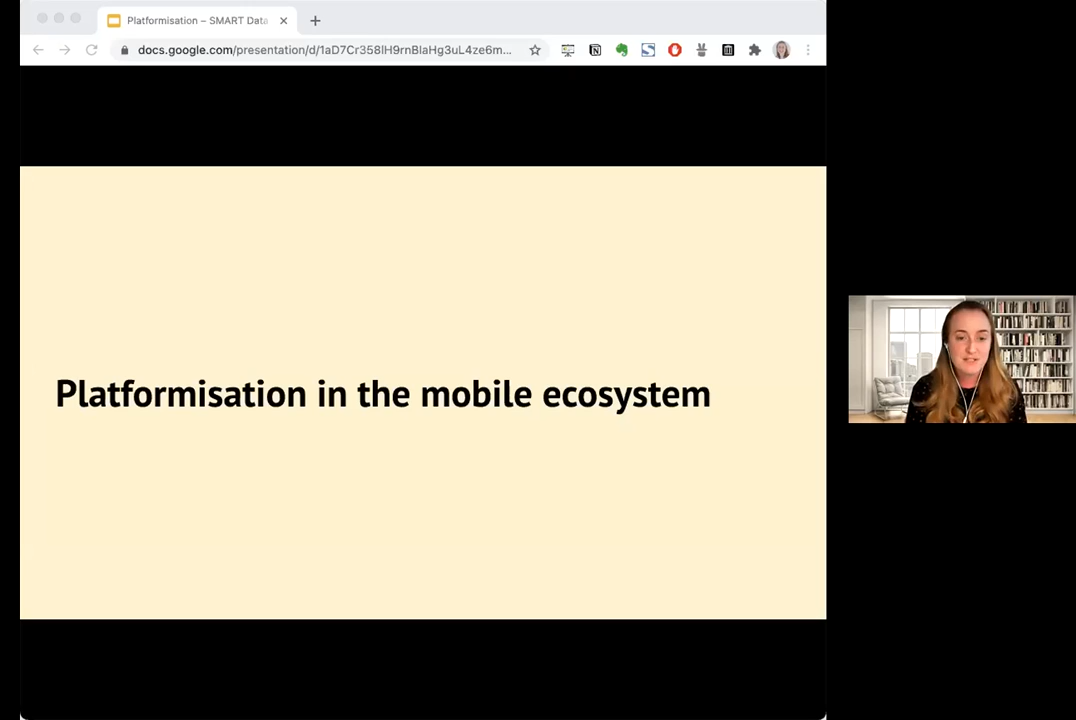 Platformisation – SMART Data
docs.google.com/presentation/d/1aD7Cr358lH9rnBlaHg3uL4ze6m...
Platformisation in the mobile ecosystem